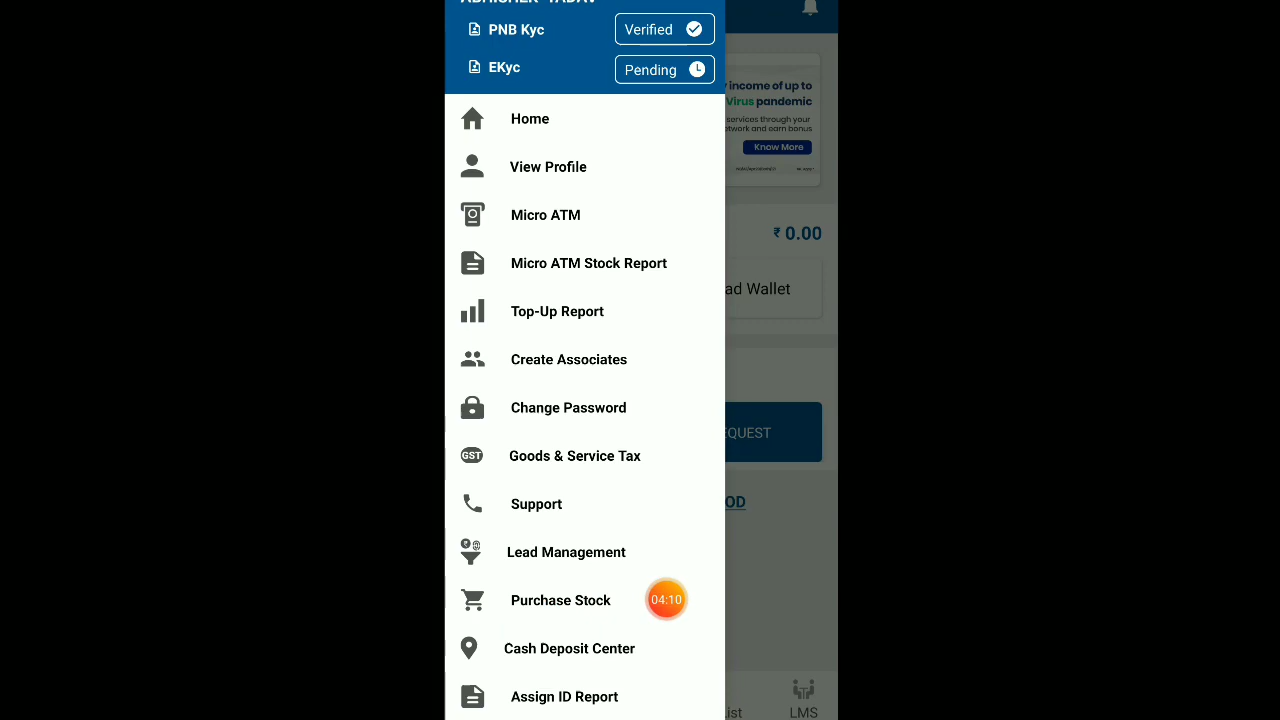 ABHISHEK YADAV
PNB Kyc
Verified
EKyc
Pending
Home
View Profile
Micro ATM
Micro ATM Stock Report
Top-Up Report
Create Associates
Change Password
GST
Goods & Service Tax
Support
Lead Management
Purchase Stock
04:10
Cash Deposit Center
Assign ID Report
income of up to
Virus pandemic
services through your
and earn bonus
Know More
₹ 0.00
Wallet
OD
LMS